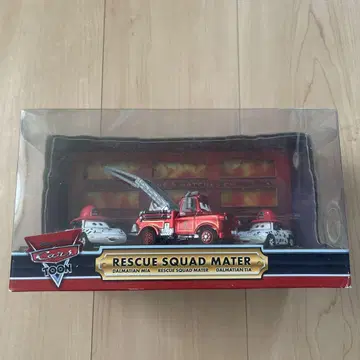 Cars
TOON
RESCUE SQUAD MATER
DALMATIAN MIA RESCUE SQUAD MATER DALMATIAN TIA